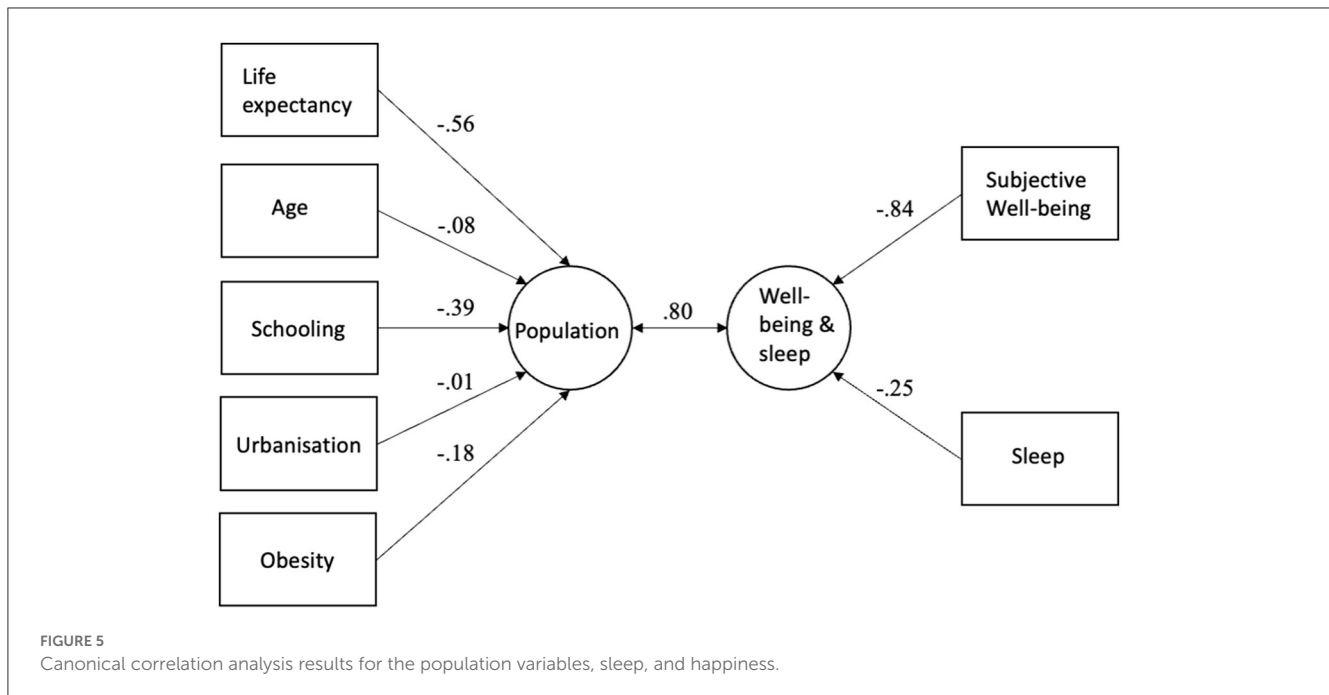 Life
expectancy
-.56
Age
-.08
Schooling
-.39
Urbanisation
-.01
Obesity
-.18
Population
.80
Well-
being &
sleep
Subjective
Well-being
-.84
Sleep
-.25
FIGURE 5
Canonical correlation analysis results for the population variables, sleep, and happiness.